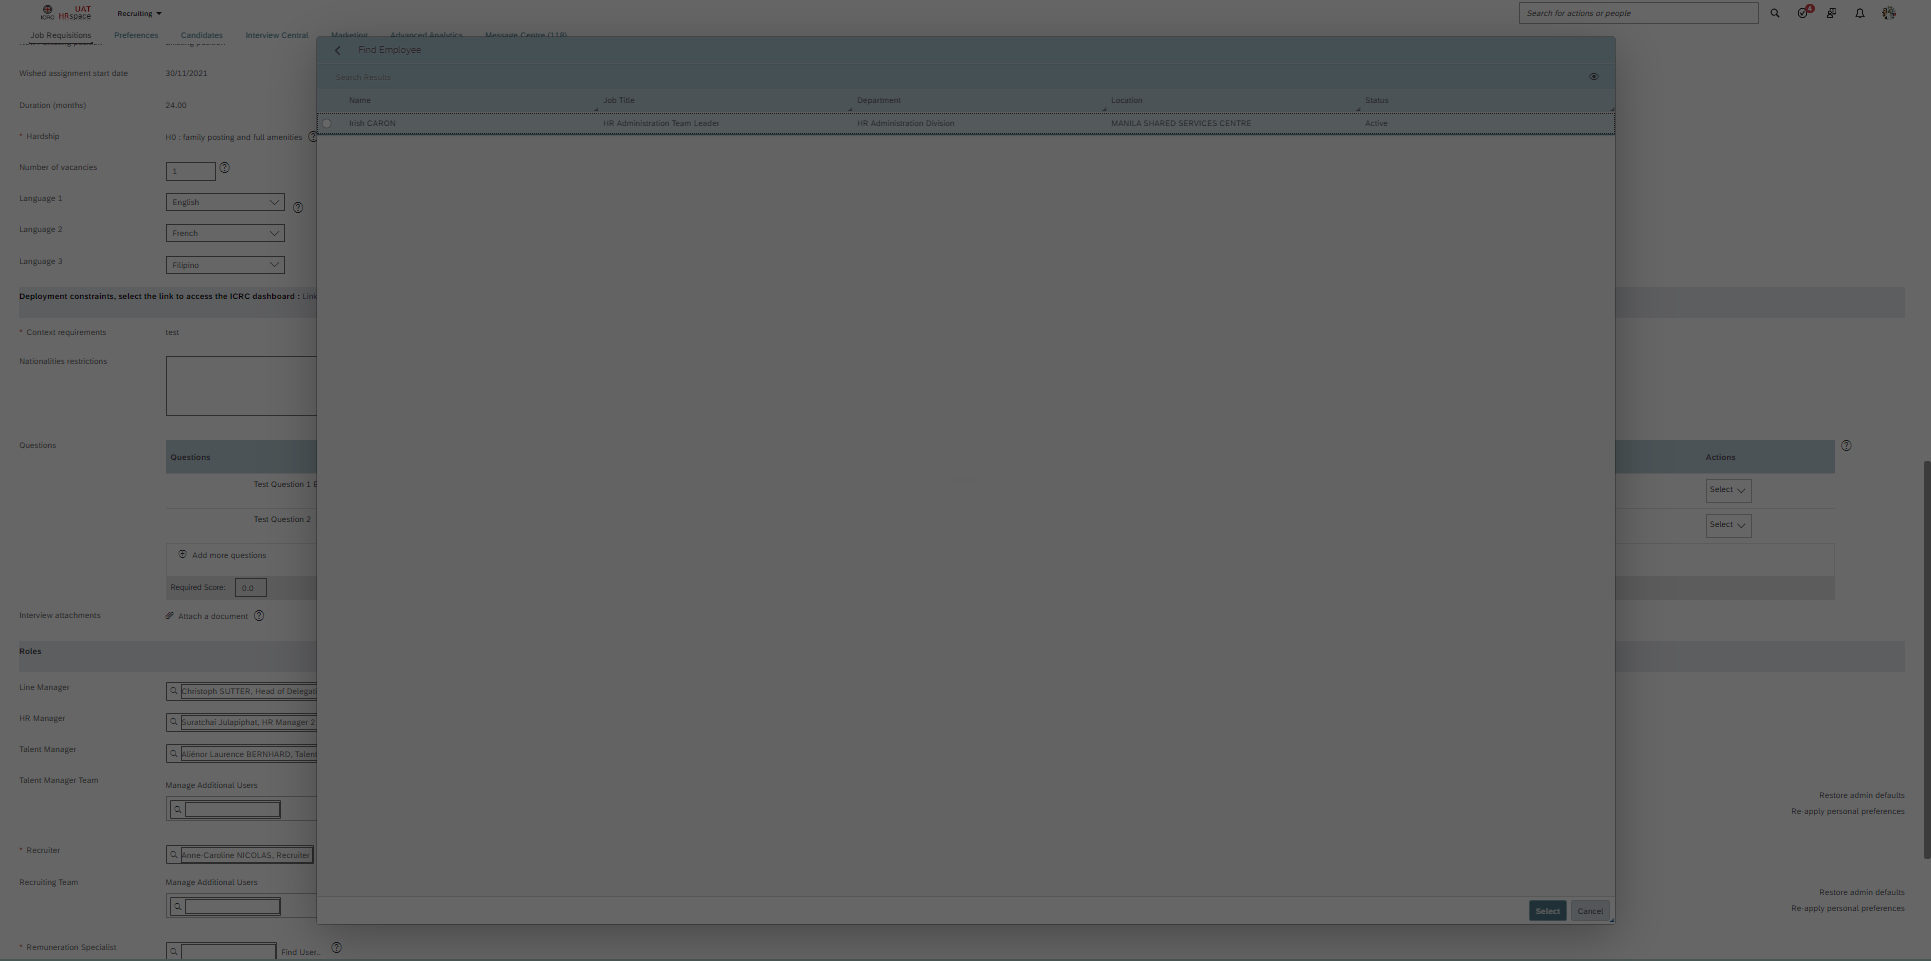 ICRC
UAT
HRspace
Recruiting
Search for actions or people
4
Job Requisitions
Preferences
Candidates
Interview Central
Marketing
Advanced Analytics
Message Centre (118)
Find Employee
Search Results
Name
Job Title
Department
Location
Status
Irish CARON
HR Administration Team Leader
HR Administration Division
MANILA SHARED SERVICES CENTRE
Active
Wished assignment start date
30/11/2021
Duration (months)
24.00
* Hardship
H0 : family posting and full amenities
Number of vacancies
1
Language 1
English
Language 2
French
Language 3
Filipino
Deployment constraints, select the link to access the ICRC dashboard : Link
* Context requirements
test
Nationalities restrictions
Questions
Questions
Actions
Test Question 1 E
Select
Test Question 2
Select
Add more questions
Required Score:
0.0
Interview attachments
Attach a document
Roles
Line Manager
Christoph SUTTER, Head of Delegati
HR Manager
Suratchai Julapiphat, HR Manager 2
Talent Manager
Aliénor Laurence BERNHARD, Talent
Talent Manager Team
Manage Additional Users
Restore admin defaults
Re-apply personal preferences
* Recruiter
Anne-Caroline NICOLAS, Recruiter
Recruiting Team
Manage Additional Users
Restore admin defaults
Re-apply personal preferences
Select
Cancel
* Remuneration Specialist
Find User..